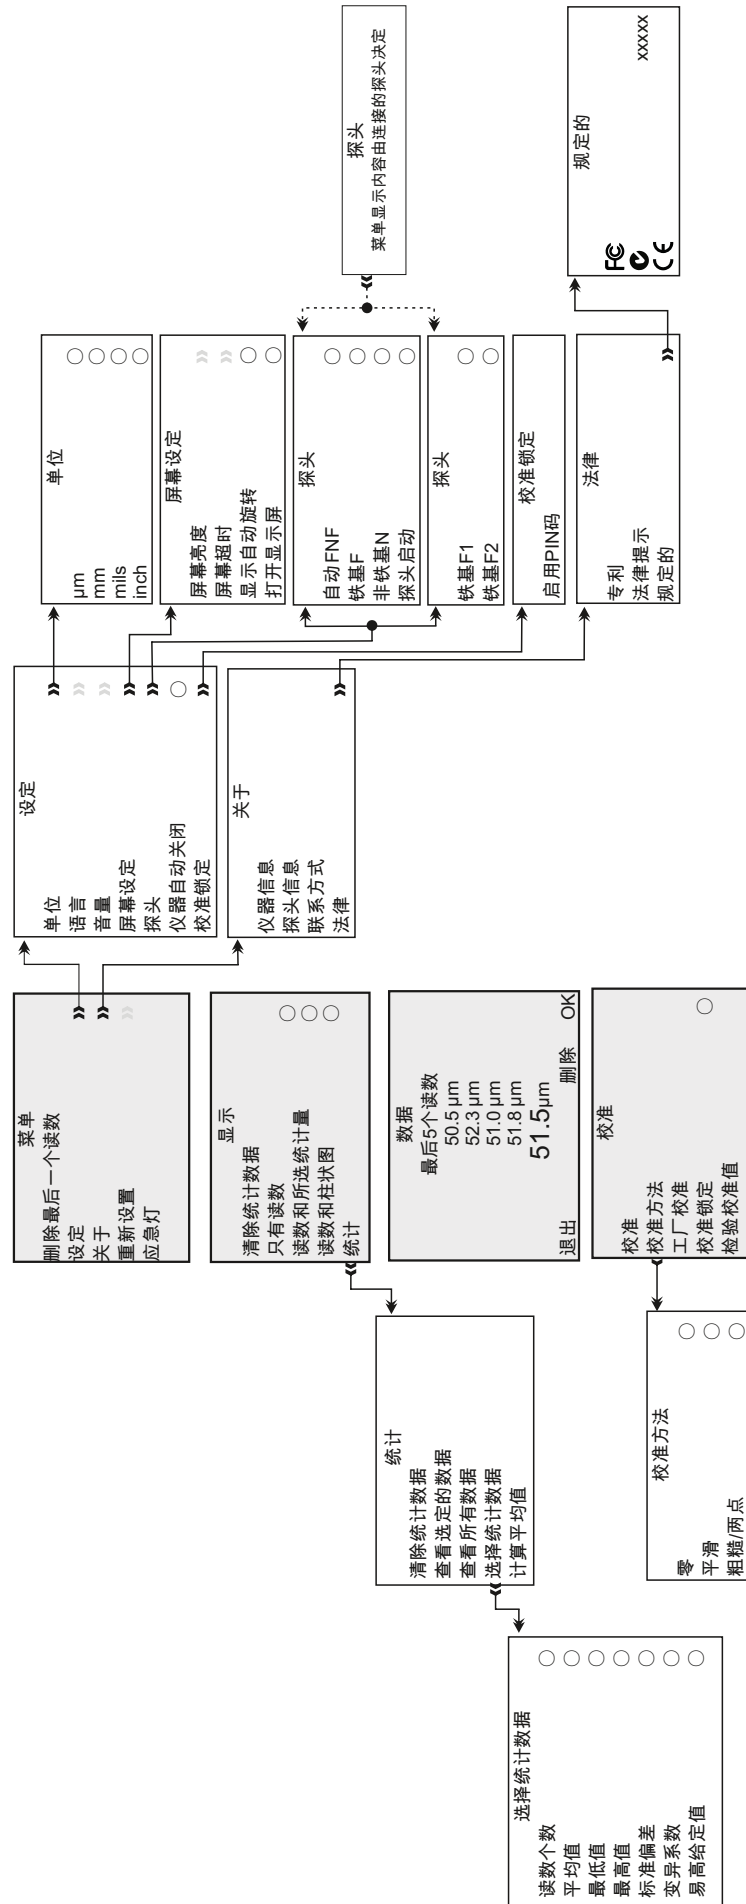 菜单
删除最后一个读数
设定
关于
重新设置
应急灯
设定
单位
语言
音量
屏幕设定
探头
仪器自动关闭
校准锁定
单位
µm
mm
mils
inch
屏幕设定
屏幕亮度
屏幕超时
显示自动旋转
打开显示屏
探头
自动FNF
铁基F
非铁基N
探头启动
探头
铁基F1
铁基F2
探头
菜单显示内容由连接的探头决定
校准锁定
启用PIN码
关于
仪器信息
探头信息
联系方式
法律
法律
专利
法律提示
规定的
规定的
FC
CE
xxxxx
显示
清除统计数据
只有读数
读数和所选统计量
读数和柱状图
统计
统计
清除统计数据
查看选定的数据
查看所有数据
选择统计数据
计算平均值
选择统计数据
读数个数
平均值
最低值
最高值
标准偏差
变异系数
易高给定值
数据
最后5个读数
50.5 µm
52.3 µm
51.0 µm
51.8 µm
51.5µm
退出 删除 OK
校准
校准
校准方法
工厂校准
校准锁定
检验校准值
校准方法
零
平滑
粗糙/两点